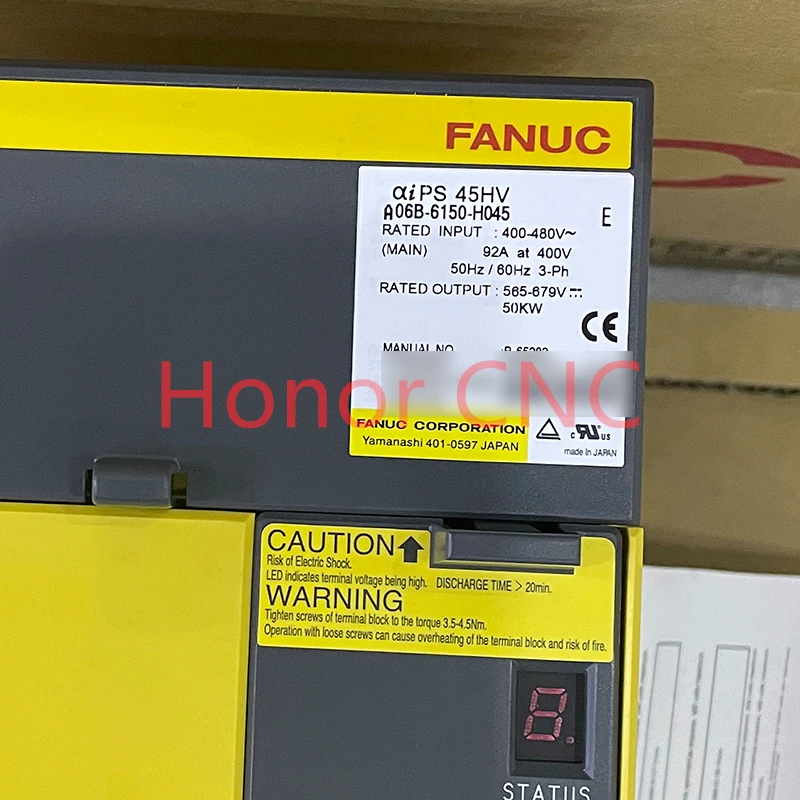 FANUC
αiPS 45HV
A06B-6150-H045
E
RATED INPUT : 400-480V~
(MAIN) 92A at 400V
50Hz / 60Hz 3-Ph
RATED OUTPUT : 565-679V
50KW
CE
MANUAL NO.
Honor CNC
FANUC CORPORATION
Yamanashi 401-0597 JAPAN
c RU US
made in JAPAN
CAUTION
Risk of Electric Shock.
LED indicates terminal voltage being high. DISCHARGE TIME > 20min.
WARNING
Tighten screws of terminal block to the torque 3.5-4.5Nm.
Operation with loose screws can cause overheating of the terminal block and risk of fire.
8.
STATUS